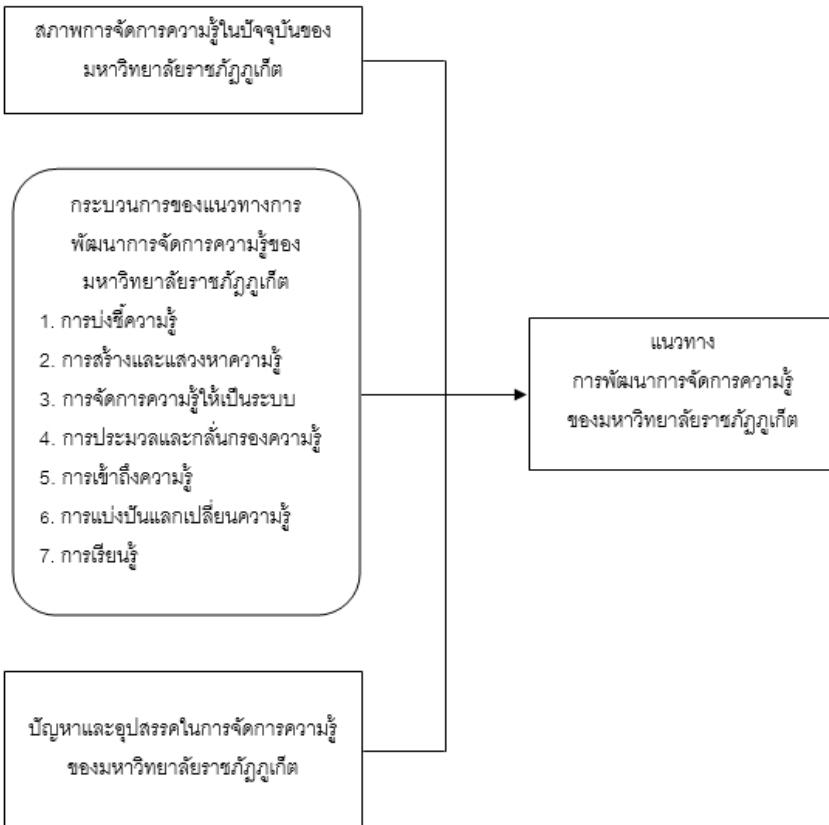 สภาพการจัดการความรู้ในปัจจุบันของ
มหาวิทยาลัยราชภัฏภูเก็ต
กระบวนการของแนวทางการ
พัฒนาการจัดการความรู้ของ
มหาวิทยาลัยราชภัฏภูเก็ต
1. การบ่งชี้ความรู้
2. การสร้างและแสวงหาความรู้
3. การจัดการความรู้ให้เป็นระบบ
4. การประมวลและกลั่นกรองความรู้
5. การเข้าถึงความรู้
6. การแบ่งปันแลกเปลี่ยนความรู้
7. การเรียนรู้
แนวทาง
การพัฒนาการจัดการความรู้
ของมหาวิทยาลัยราชภัฏภูเก็ต
ปัญหาและอุปสรรคในการจัดการความรู้
ของมหาวิทยาลัยราชภัฏภูเก็ต